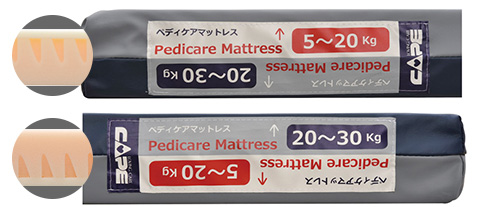 ペディケアマットレス
Pedicare Mattress ↑ 5～20 Kg
20～30 Kg ↑ Pedicare Mattress
ペディケアマットレス
CAPE
ペディケアマットレス
Pedicare Mattress ↑ 20～30 Kg
5～20 Kg ↑ Pedicare Mattress
ペディケアマットレス
CAPE